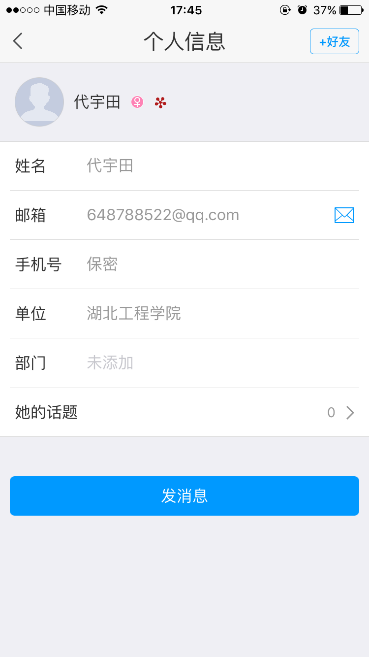 中国移动 17:45 37%
个人信息 +好友
代宇田
姓名 代宇田
邮箱 648788522@qq.com
手机号 保密
单位 湖北工程学院
部门 未添加
她的话题 0
发消息